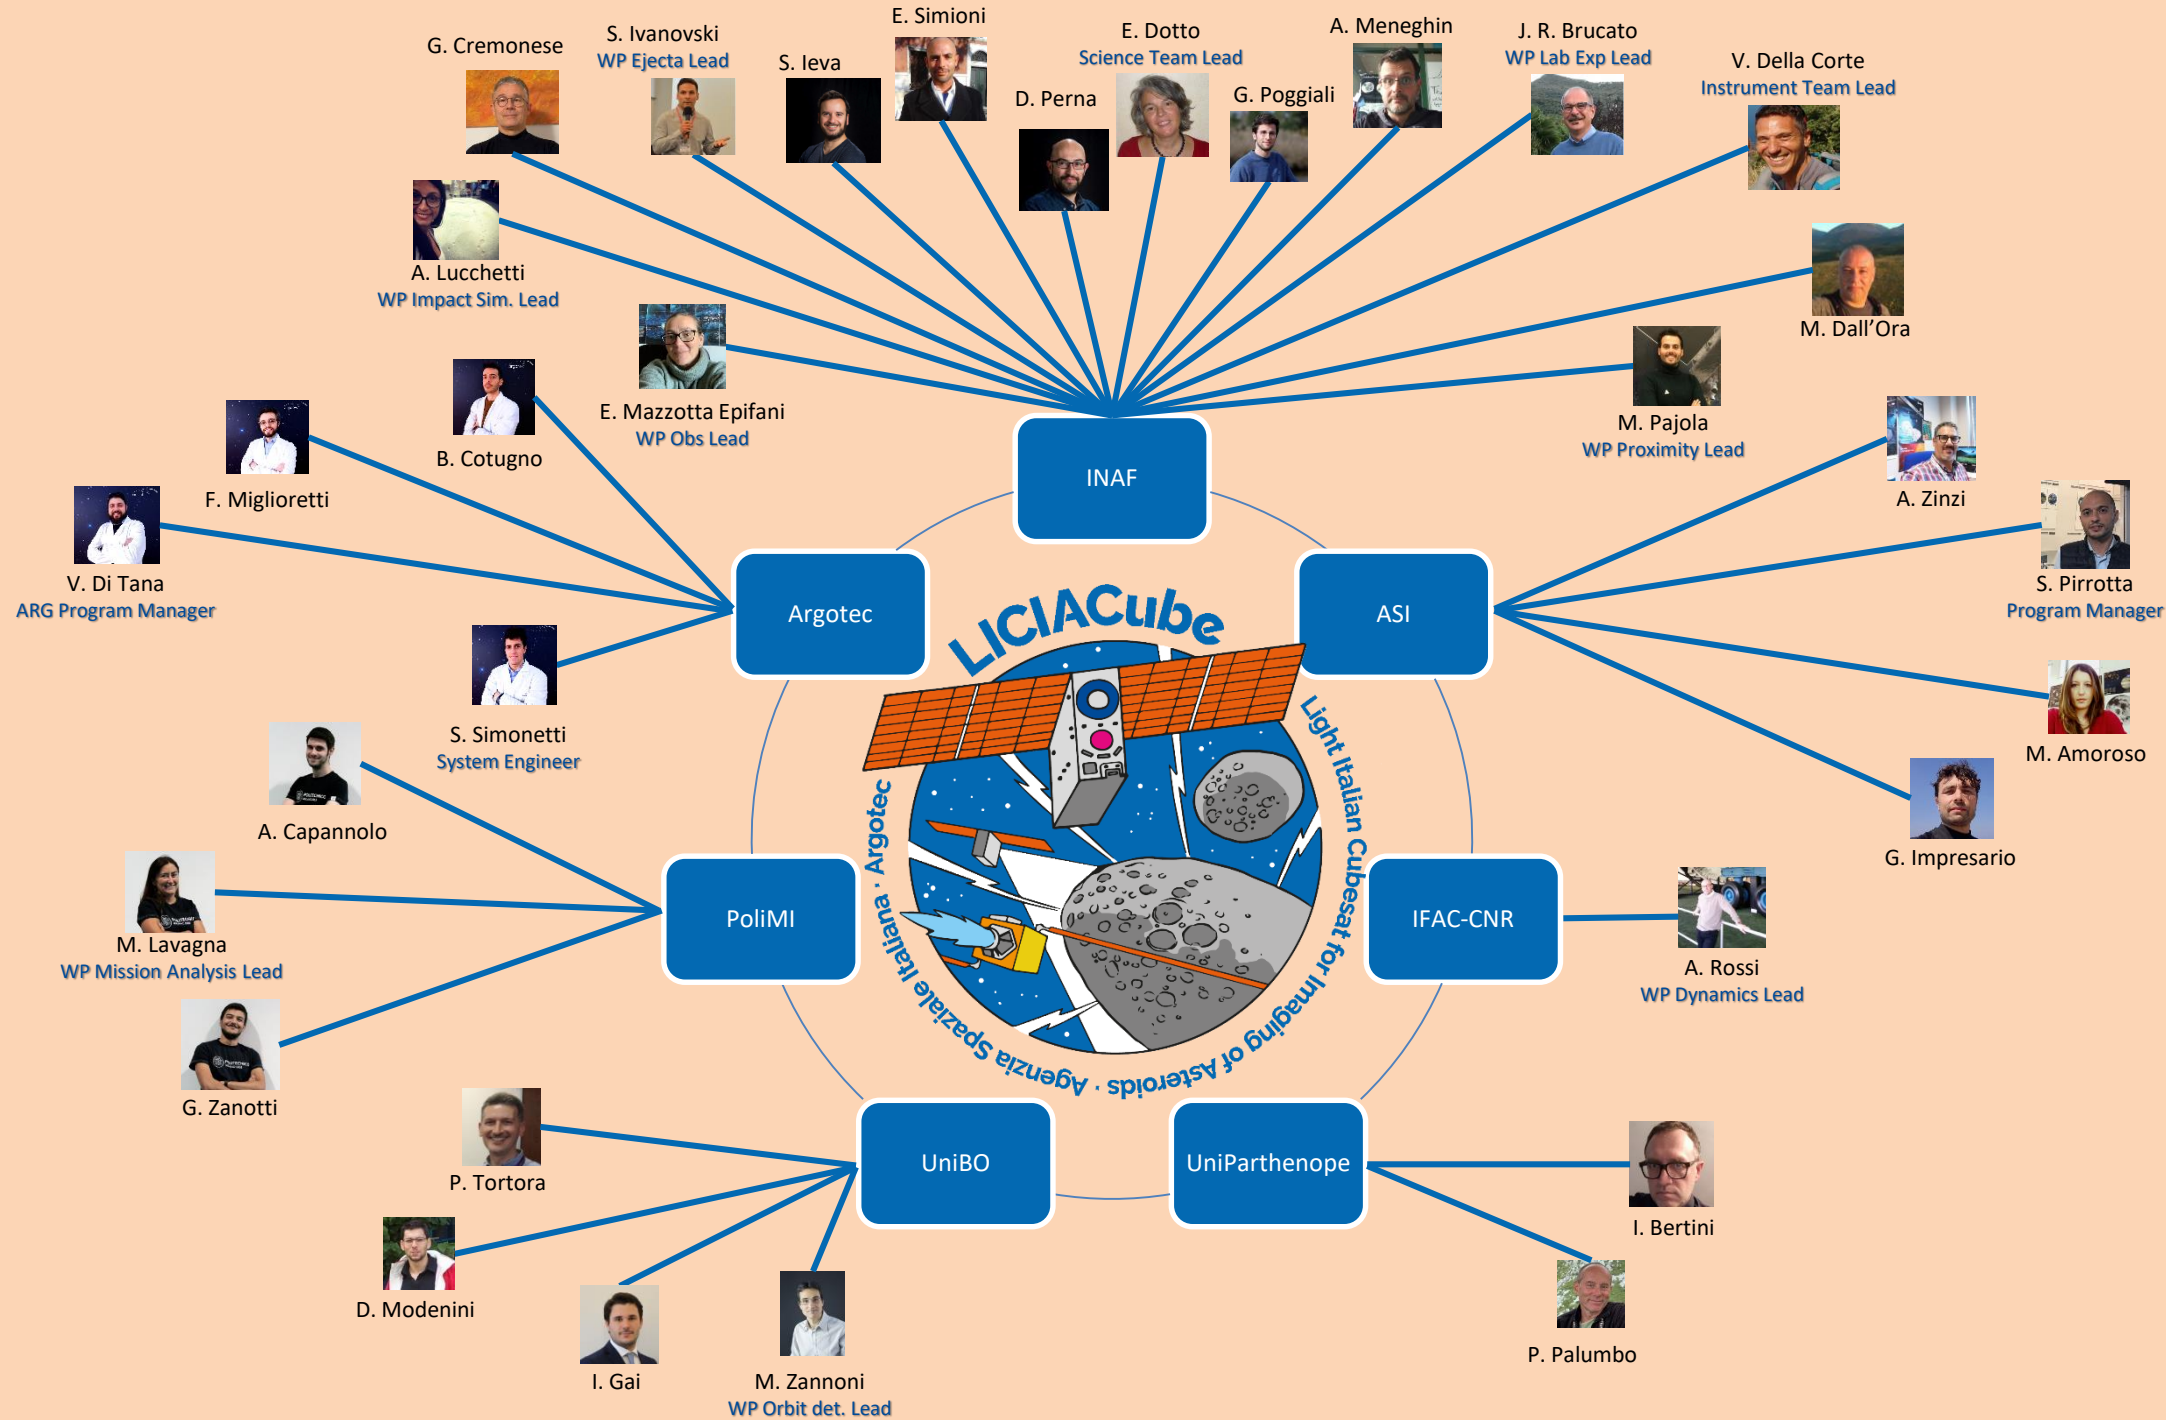 E. Simioni
G. Cremonese
S. Ivanovski
WP Ejecta Lead
S. Ieva
D. Perna
E. Dotto
Science Team Lead
G. Poggiali
A. Meneghin
J. R. Brucato
WP Lab Exp Lead
V. Della Corte
Instrument Team Lead
A. Lucchetti
WP Impact Sim. Lead
M. Dall'Ora
E. Mazzotta Epifani
WP Obs Lead
M. Pajola
WP Proximity Lead
B. Cotugno
F. Miglioretti
V. Di Tana
ARG Program Manager
INAF
A. Zinzi
S. Pirrotta
Program Manager
Argotec
ASI
LICIACube
Light Italian Cubesat for Imaging of Asteroids · Agenzia Spaziale Italiana · Argotec
S. Simonetti
System Engineer
M. Amoroso
G. Impresario
A. Capannolo
M. Lavagna
WP Mission Analysis Lead
G. Zanotti
PoliMI
IFAC-CNR
A. Rossi
WP Dynamics Lead
P. Tortora
D. Modenini
I. Gai
M. Zannoni
WP Orbit det. Lead
UniBO
UniParthenope
I. Bertini
P. Palumbo